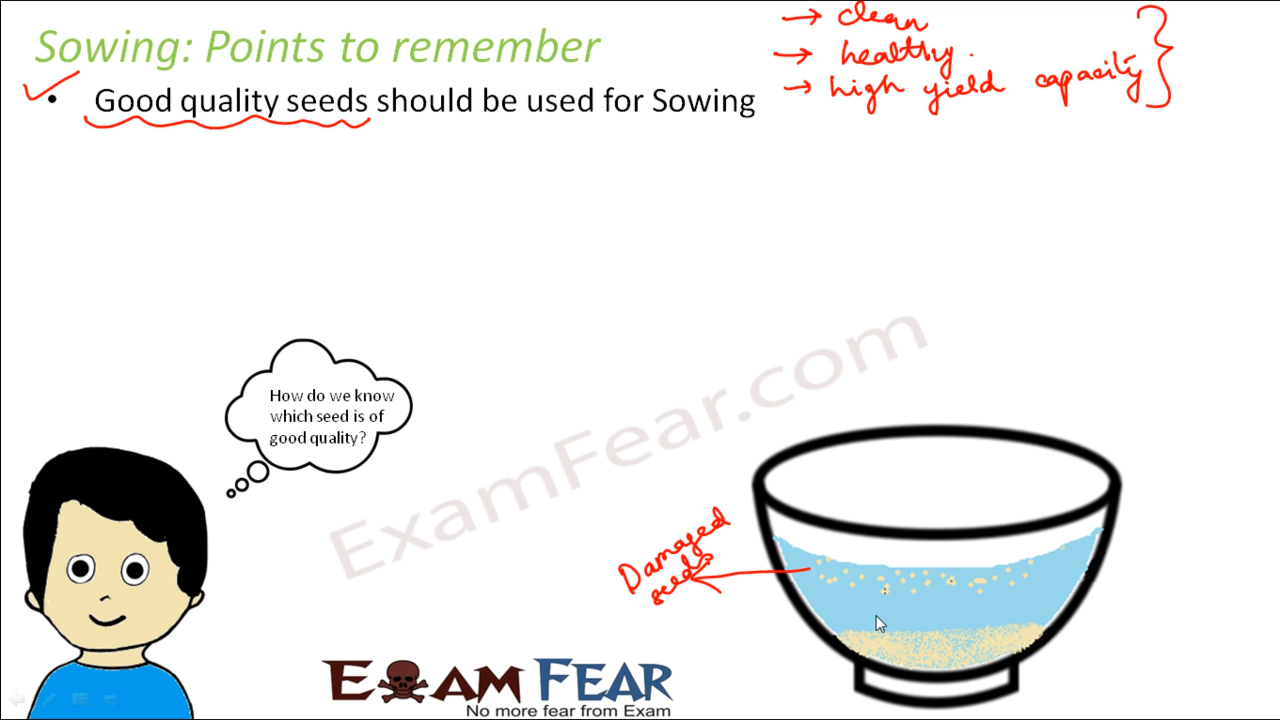 Sowing: Points to remember
→ clean
→ healthy.
→ high yield capacity
• Good quality seeds should be used for Sowing
How do we know
which seed is of
good quality?
ExamFear.com
Damaged
seeds
EXAM FEAR
No more fear from Exam